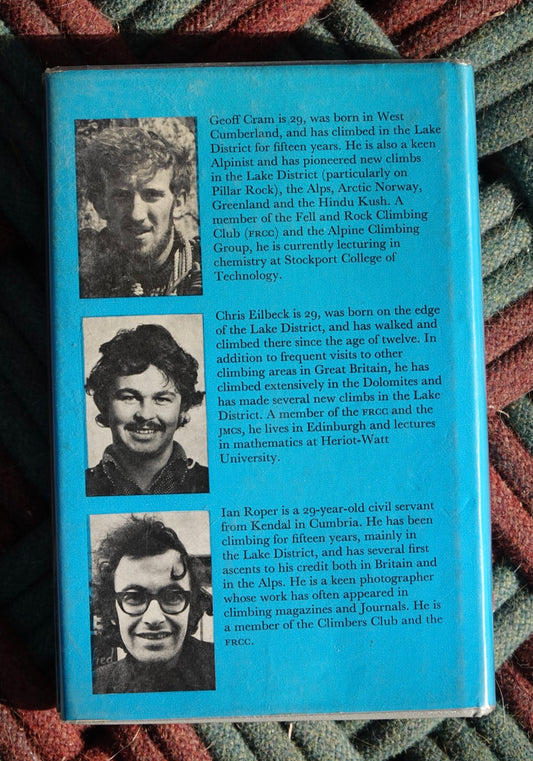 Geoff Cram is 29, was born in West
Cumberland, and has climbed in the Lake
District for fifteen years. He is also a keen
Alpinist and has pioneered new climbs
in the Lake District (particularly on
Pillar Rock), the Alps, Arctic Norway,
Greenland and the Hindu Kush. A
member of the Fell and Rock Climbing
Club (FRCC) and the Alpine Climbing
Group, he is currently lecturing in
chemistry at Stockport College of
Technology.
Chris Eilbeck is 29, was born on the edge
of the Lake District, and has walked and
climbed there since the age of twelve. In
addition to frequent visits to other
climbing areas in Great Britain, he has
climbed extensively in the Dolomites and
has made several new climbs in the Lake
District. A member of the FRCC and the
JMCS, he lives in Edinburgh and lectures
in mathematics at Heriot-Watt
University.
Ian Roper is a 29-year-old civil servant
from Kendal in Cumbria. He has been
climbing for fifteen years, mainly in
the Lake District, and has several first
ascents to his credit both in Britain and
in the Alps. He is a keen photographer
whose work has often appeared in
climbing magazines and Journals. He is
a member of the Climbers Club and the
FRCC.